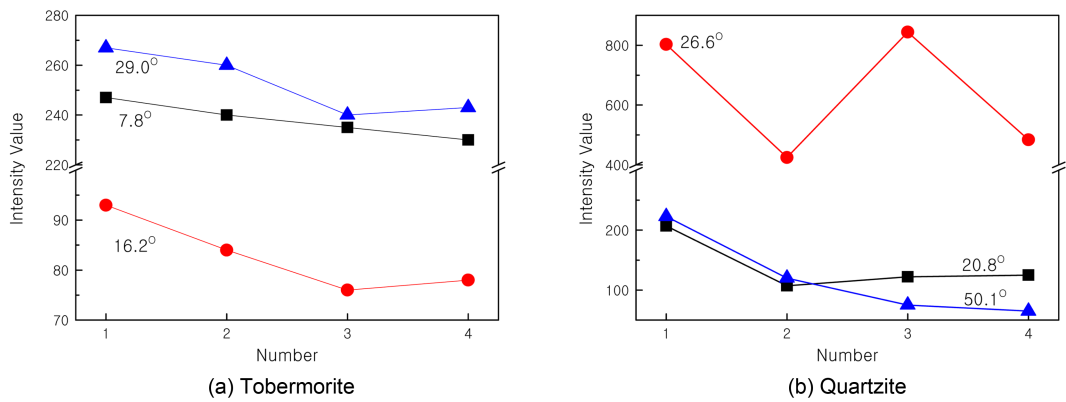 280
260
240
220
90
80
70
Intensity Value
29.0°
7.8°
16.2°
1 2 3 4
Number
(a) Tobermorite
800
600
400
200
100
Intensity Value
26.6°
20.8°
50.1°
1 2 3 4
Number
(b) Quartzite